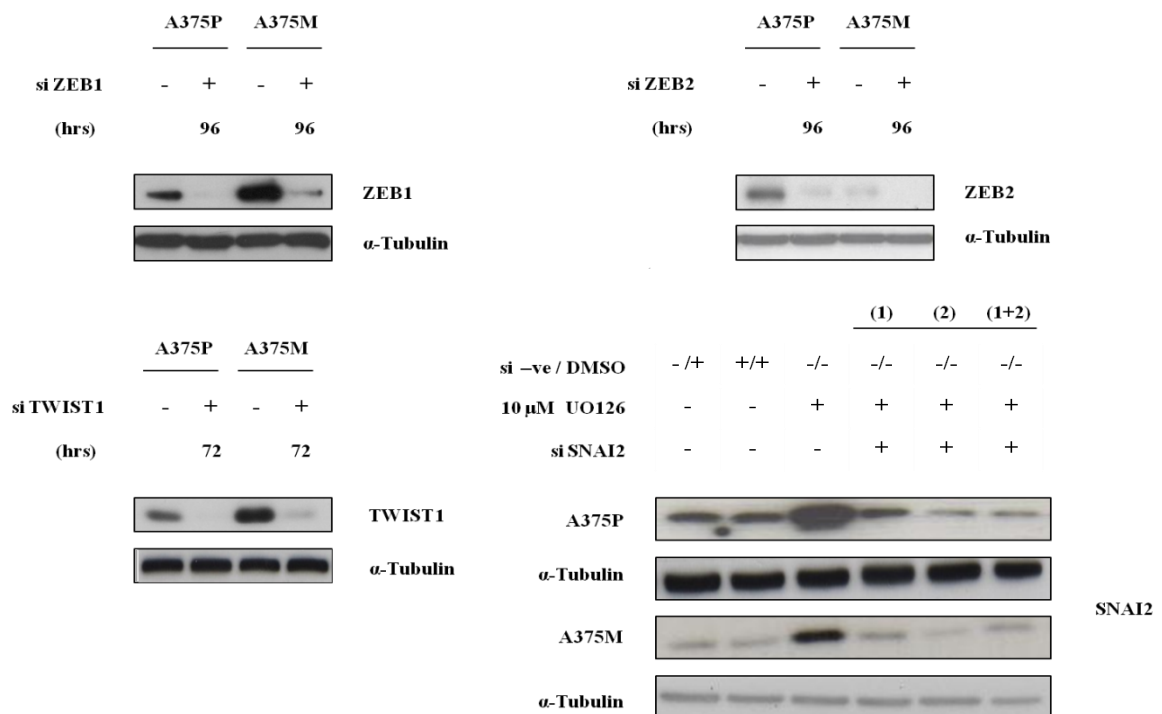 A375P A375M
si ZEB1 - + - +
(hrs) 96 96
ZEB1
α-Tubulin
A375P A375M
si ZEB2 - + - +
(hrs) 96 96
ZEB2
α-Tubulin
A375P A375M
si TWIST1 - + - +
(hrs) 72 72
TWIST1
α-Tubulin
(1) (2) (1+2)
si –ve / DMSO - /+ +/+ -/- -/- -/- -/-
10 µM UO126 - - + + + +
si SNAI2 - - - + + +
A375P
α-Tubulin
SNAI2
A375M
α-Tubulin